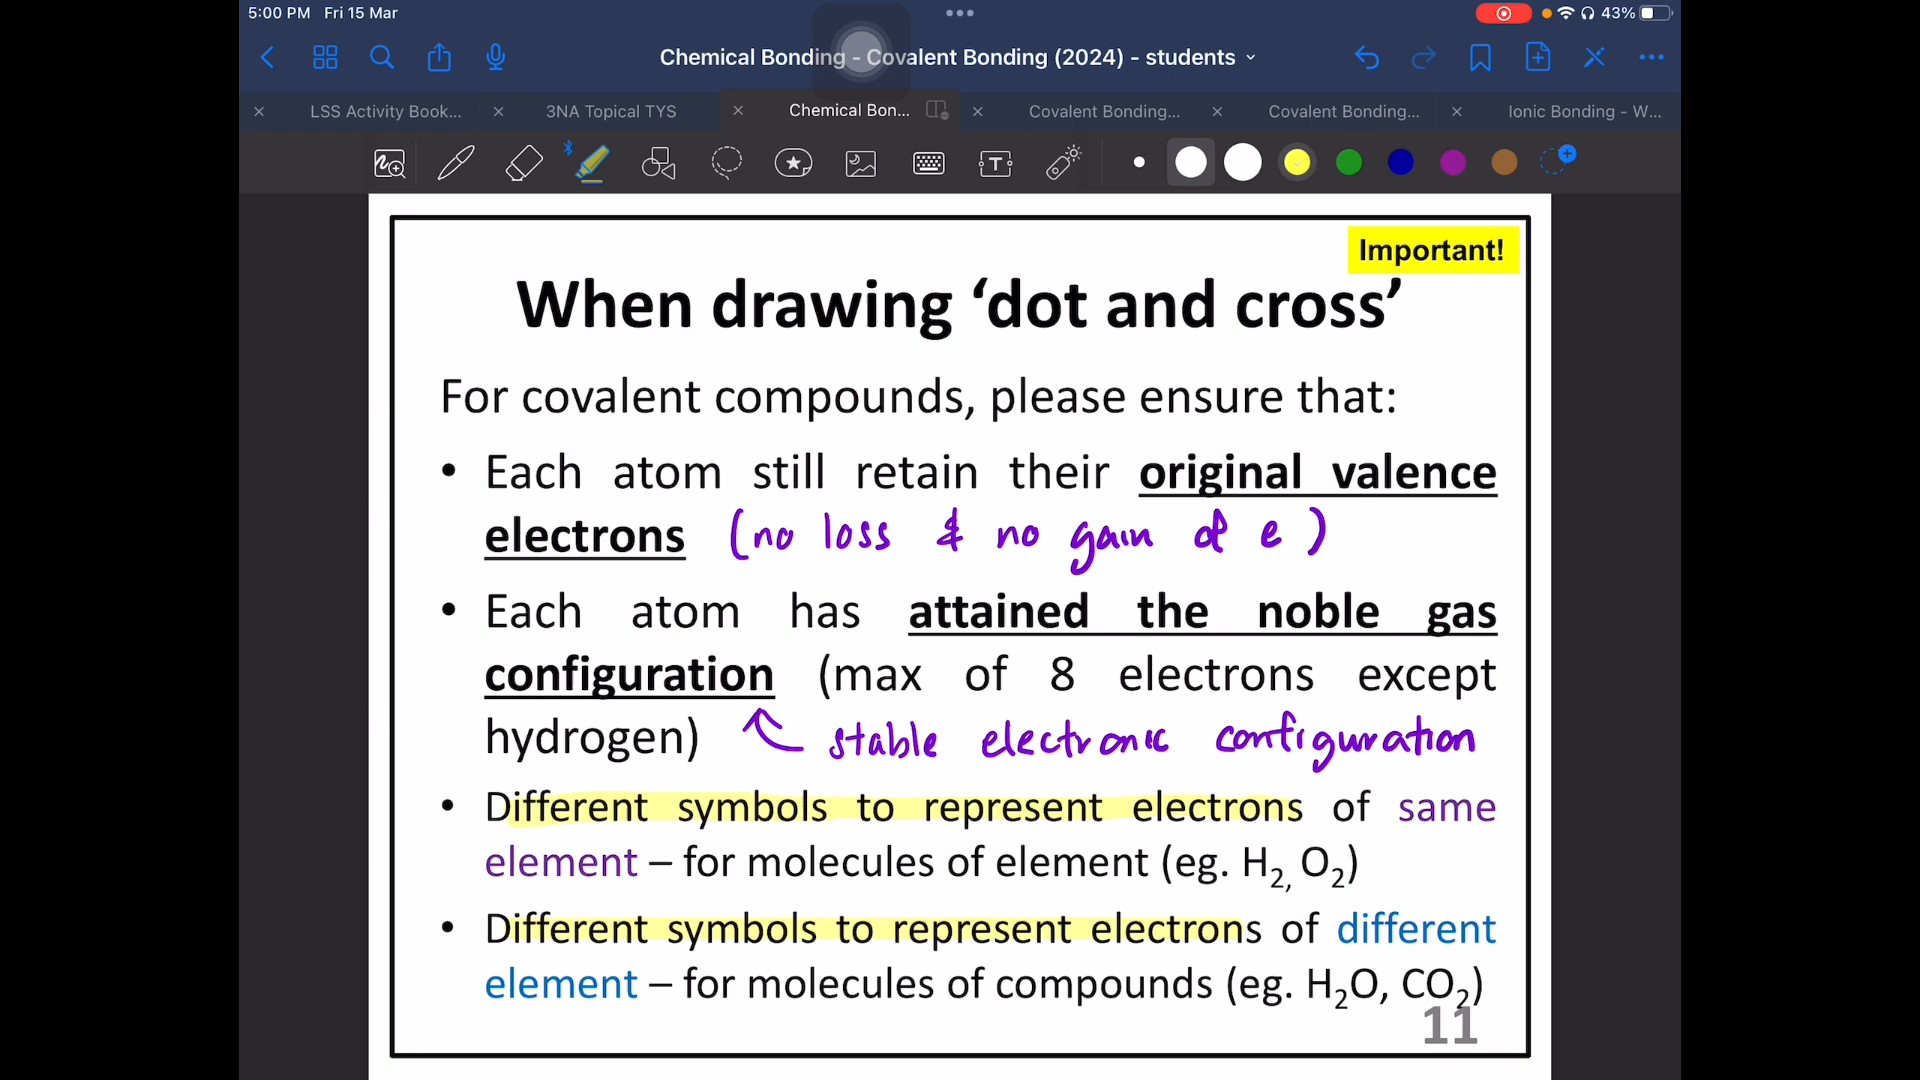 5:00 PM Fri 15 Mar
43%
Chemical Bonding - Covalent Bonding (2024) - students
LSS Activity Book...
3NA Topical TYS
Chemical Bon...
Covalent Bonding...
Covalent Bonding...
Ionic Bonding - W...
Important!
When drawing ‘dot and cross’
For covalent compounds, please ensure that:
• Each atom still retain their original valence
electrons (no loss & no gain of e)
• Each atom has attained the noble gas
configuration (max of 8 electrons except
hydrogen) stable electronic configuration
• Different symbols to represent electrons of same
element – for molecules of element (eg. H₂, O₂)
• Different symbols to represent electrons of different
element – for molecules of compounds (eg. H₂O, CO₂)
11